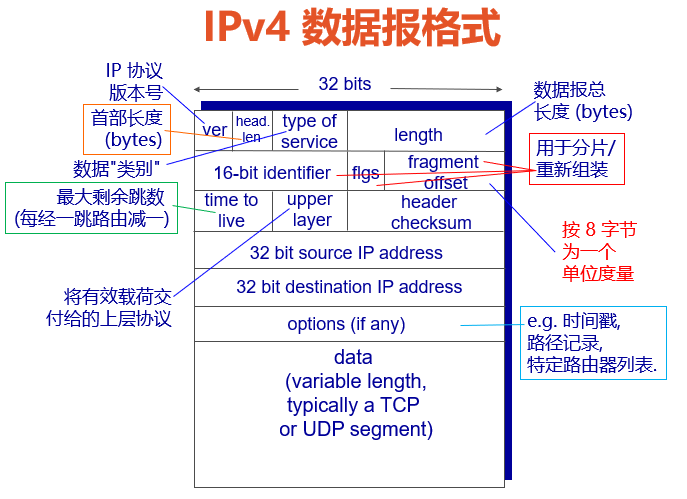 IPv4 数据报格式
32 bits
IP 协议
版本号
首部长度
(bytes)
数据"类别"
最大剩余跳数
(每经一跳路由减一)
将有效载荷交
付给的上层协议
ver
head.
len
type of
service
length
16-bit identifier
flgs
fragment
offset
time to
live
upper
layer
header
checksum
32 bit source IP address
32 bit destination IP address
options (if any)
data
(variable length,
typically a TCP
or UDP segment)
数据报总
长度 (bytes)
用于分片/
重新组装
按 8 字节
为一个
单位度量
e.g. 时间戳,
路径记录,
特定路由器列表.